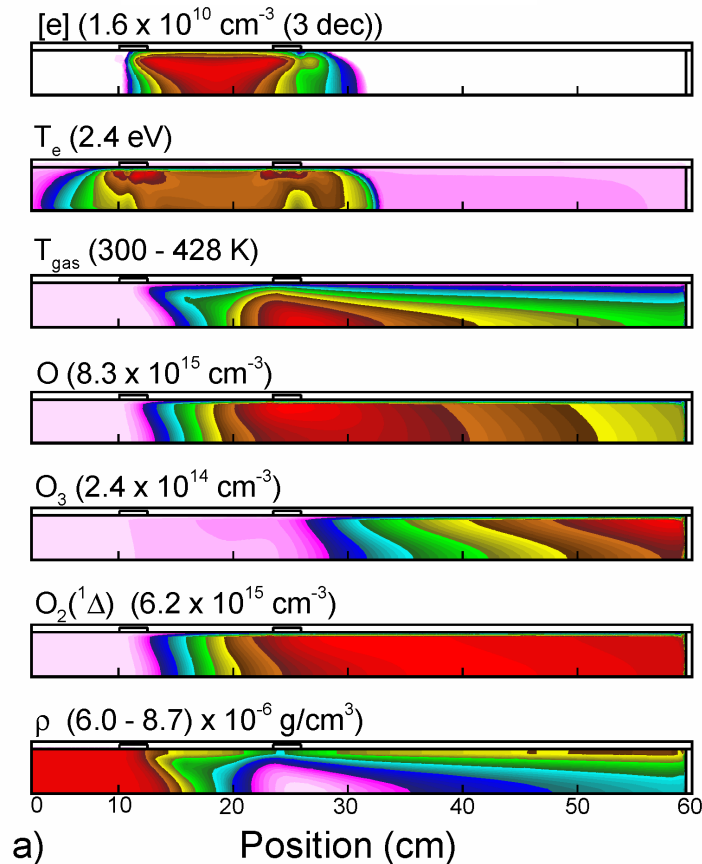 [e] (1.6 x 10¹⁰ cm⁻³ (3 dec))
Tₑ (2.4 eV)
T_gas (300 - 428 K)
O (8.3 x 10¹⁵ cm⁻³)
O₃ (2.4 x 10¹⁴ cm⁻³)
O₂(¹Δ) (6.2 x 10¹⁵ cm⁻³)
ρ (6.0 - 8.7) x 10⁻⁶ g/cm³)
0 10 20 30 40 50 60
a) Position (cm)